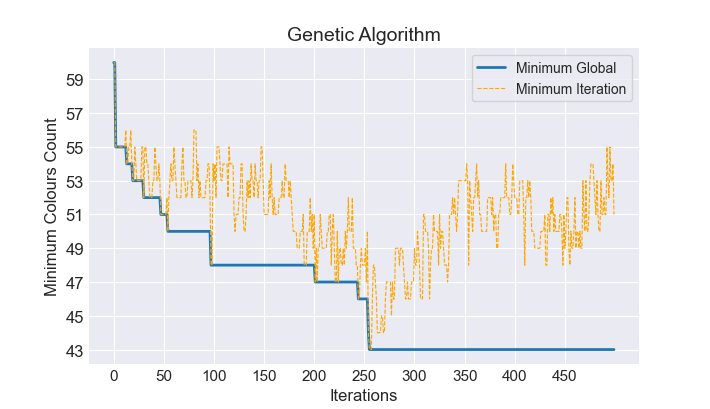 Genetic Algorithm
Minimum Global
Minimum Iteration
Minimum Colours Count
59
57
55
53
51
49
47
45
43
0 50 100 150 200 250 300 350 400 450
Iterations